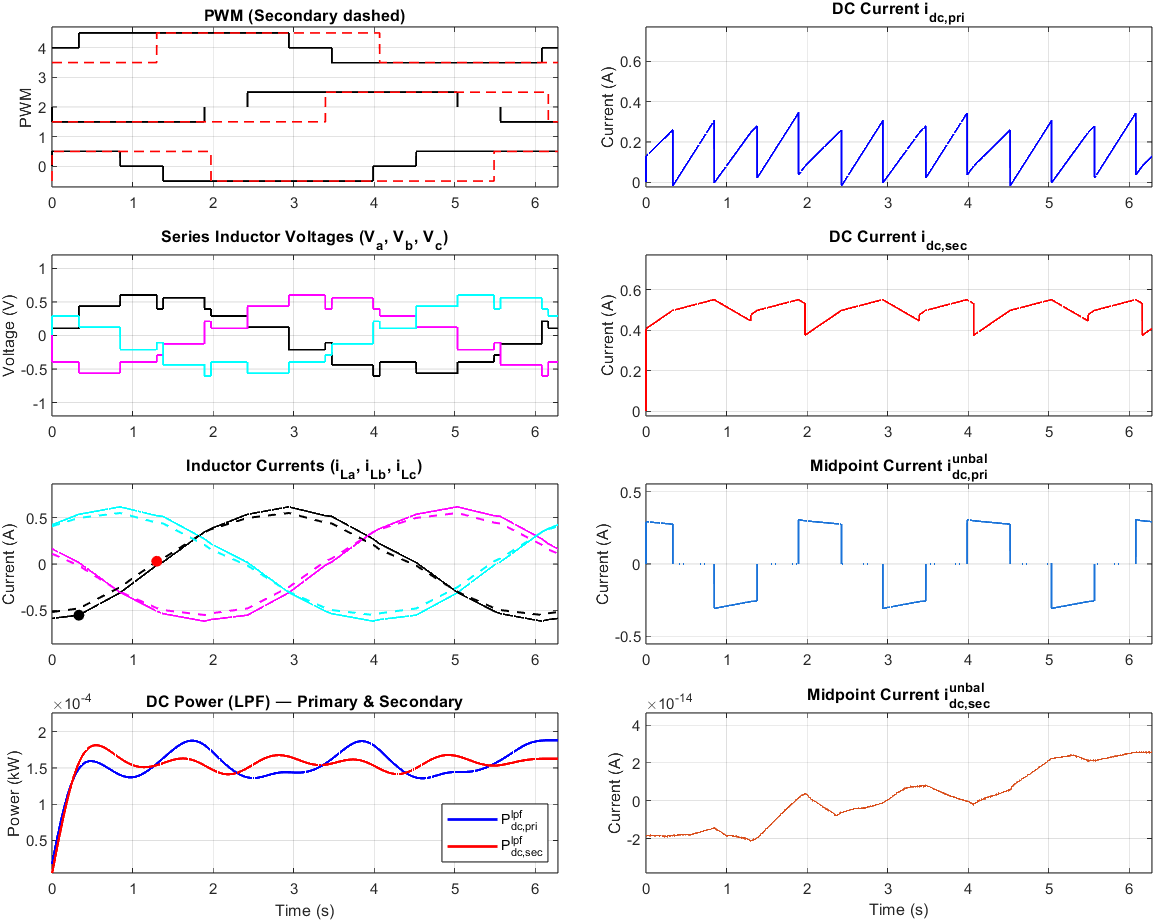 PWM (Secondary dashed)
PWM
4
3
2
1
0
0 1 2 3 4 5 6
DC Current i_dc,pri
Current (A)
0.6
0.4
0.2
0
0 1 2 3 4 5 6
Series Inductor Voltages (V_a, V_b, V_c)
Voltage (V)
1
0.5
0
-0.5
-1
0 1 2 3 4 5 6
DC Current i_dc,sec
Current (A)
0.6
0.4
0.2
0
0 1 2 3 4 5 6
Inductor Currents (i_La, i_Lb, i_Lc)
Current (A)
0.5
0
-0.5
0 1 2 3 4 5 6
Midpoint Current i^unbal_dc,pri
Current (A)
0.5
0
-0.5
0 1 2 3 4 5 6
DC Power (LPF) — Primary & Secondary
×10^-4
Power (kW)
2
1.5
1
0.5
P^lpf_dc,pri
P^lpf_dc,sec
0 1 2 3 4 5 6
Time (s)
Midpoint Current i^unbal_dc,sec
×10^-14
Current (A)
4
2
0
-2
0 1 2 3 4 5 6
Time (s)